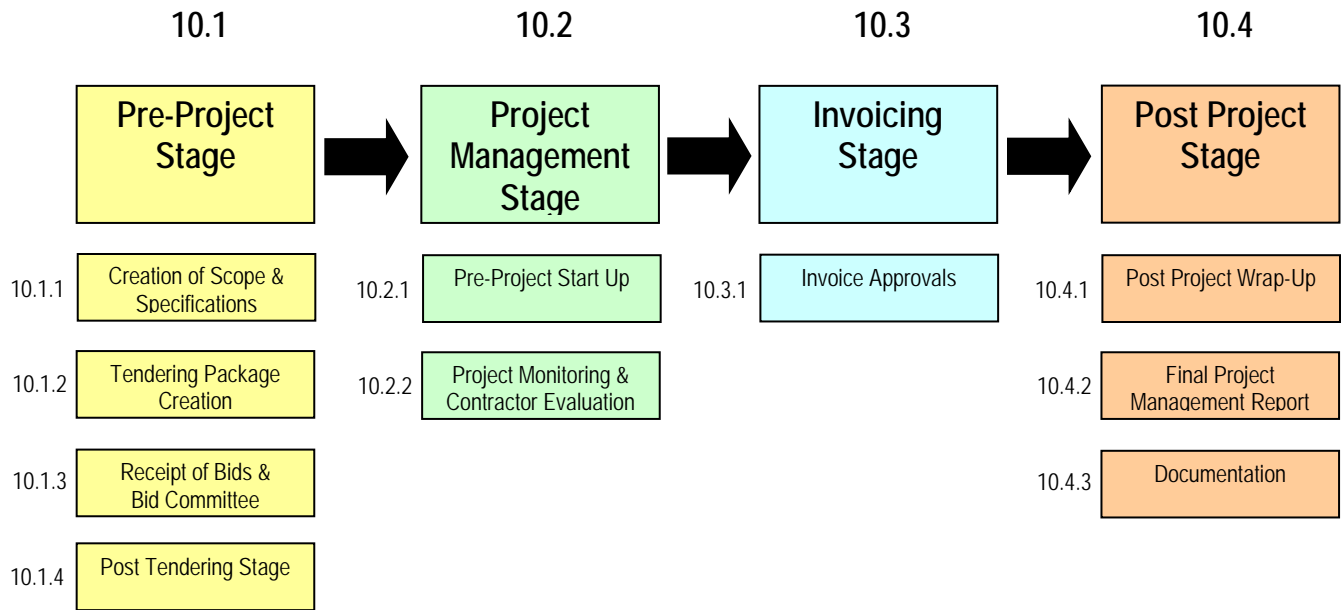 10.1
10.2
10.3
10.4
Pre-Project
Stage
Project
Management
Stage
Invoicing
Stage
Post Project
Stage
10.1.1
Creation of Scope &
Specifications
10.2.1
Pre-Project Start Up
10.3.1
Invoice Approvals
10.4.1
Post Project Wrap-Up
10.1.2
Tendering Package
Creation
10.2.2
Project Monitoring &
Contractor Evaluation
10.4.2
Final Project
Management Report
10.1.3
Receipt of Bids &
Bid Committee
10.4.3
Documentation
10.1.4
Post Tendering Stage